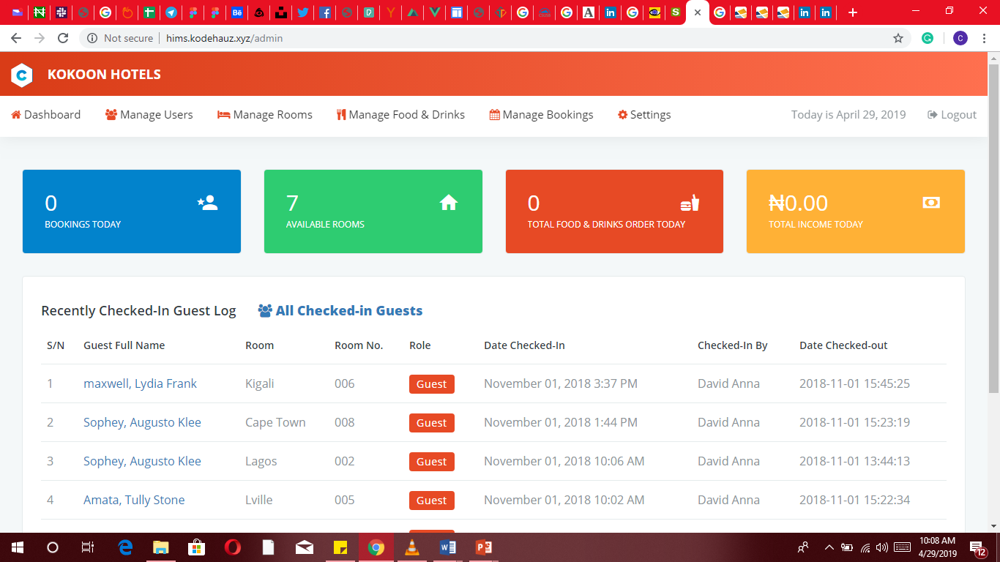 Not secure | hims.kodehauz.xyz/admin
C
C KOKOON HOTELS
Dashboard Manage Users Manage Rooms Manage Food & Drinks Manage Bookings Settings Today is April 29, 2019 Logout
0 7 0 ₦0.00
BOOKINGS TODAY AVAILABLE ROOMS TOTAL FOOD & DRINKS ORDER TODAY TOTAL INCOME TODAY
Recently Checked-In Guest Log All Checked-in Guests
S/N Guest Full Name Room Room No. Role Date Checked-In Checked-In By Date Checked-out
1 maxwell, Lydia Frank Kigali 006 Guest November 01, 2018 3:37 PM David Anna 2018-11-01 15:45:25
2 Sophey, Augusto Klee Cape Town 008 Guest November 01, 2018 1:44 PM David Anna 2018-11-01 15:23:19
3 Sophey, Augusto Klee Lagos 002 Guest November 01, 2018 10:06 AM David Anna 2018-11-01 13:44:13
4 Amata, Tully Stone Lville 005 Guest November 01, 2018 10:02 AM David Anna 2018-11-01 15:22:34
10:08 AM
4/29/2019
12